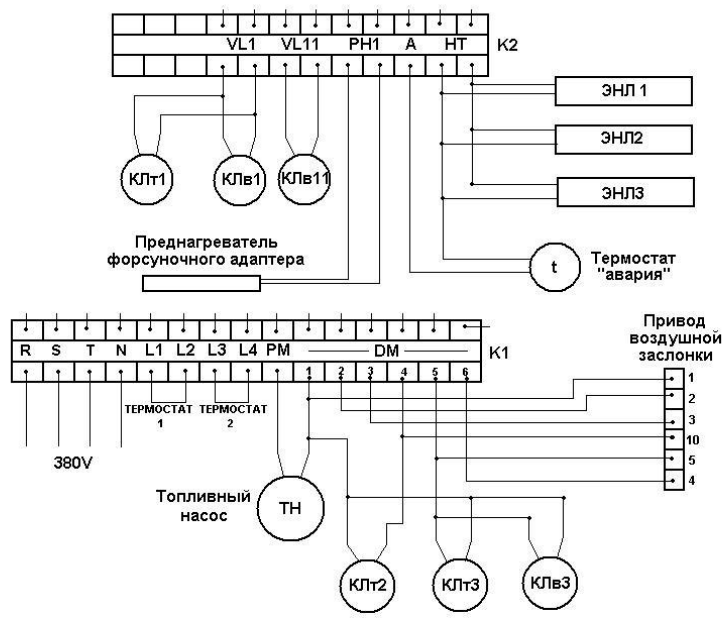 VL1 VL11 PH1 A HT K2
ЭНЛ 1
ЭНЛ2
ЭНЛ3
КЛт1 КЛв1 КЛв11
Преднагреватель
форсуночного адаптера
t
Термостат
"авария"
R S T N L1 L2 L3 L4 PM DM K1
1 2 3 4 5 6
Привод
воздушной
заслонки
1
2
3
10
5
4
ТЕРМОСТАТ
1
ТЕРМОСТАТ
2
380V
Топливный
насос
ТН
КЛт2 КЛт3 КЛв3